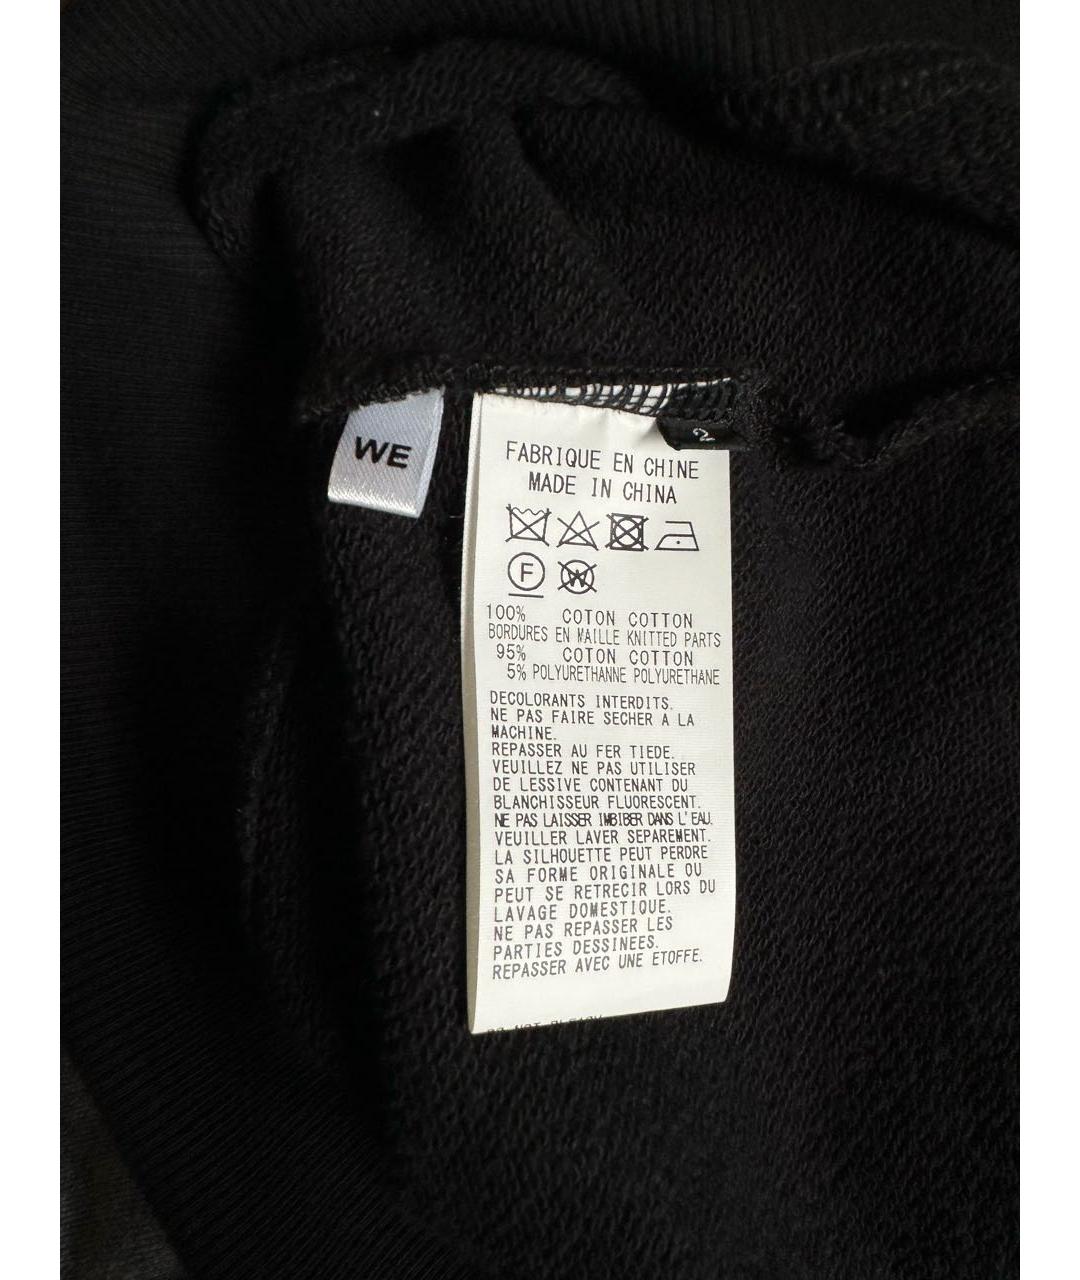 WE
2
FABRIQUE EN CHINE
MADE IN CHINA
F W
100% COTON COTTON
BORDURES EN MAILLE KNITTED PARTS
95% COTON COTTON
5% POLYURETHANNE POLYURETHANE
DECOLORANTS INTERDITS.
NE PAS FAIRE SECHER A LA
MACHINE.
REPASSER AU FER TIEDE.
VEUILLEZ NE PAS UTILISER
DE LESSIVE CONTENANT DU
BLANCHISSEUR FLUORESCENT.
NE PAS LAISSER IMBIBER DANS L'EAU.
VEUILLER LAVER SEPAREMENT.
LA SILHOUETTE PEUT PERDRE
SA FORME ORIGINALE OU
PEUT SE RETRECIR LORS DU
LAVAGE DOMESTIQUE.
NE PAS REPASSER LES
PARTIES DESSINEES.
REPASSER AVEC UNE ETOFFE.